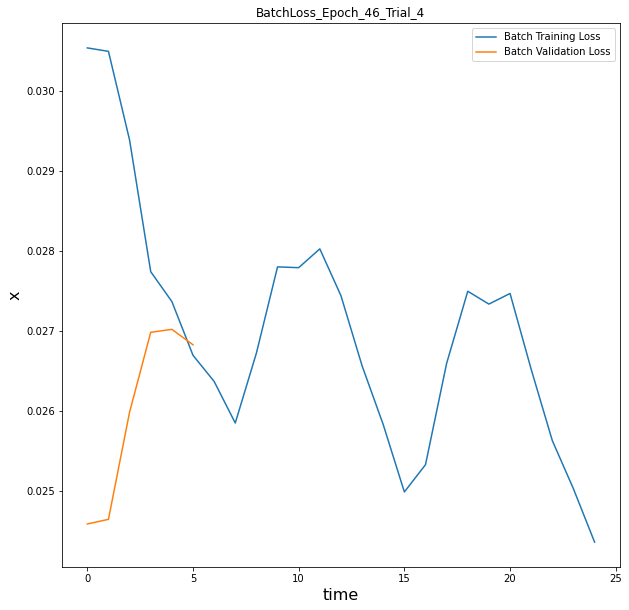 BatchLoss_Epoch_46_Trial_4
Batch Training Loss
Batch Validation Loss
0.030
0.029
0.028
0.027
0.026
0.025
x
0 5 10 15 20 25
time